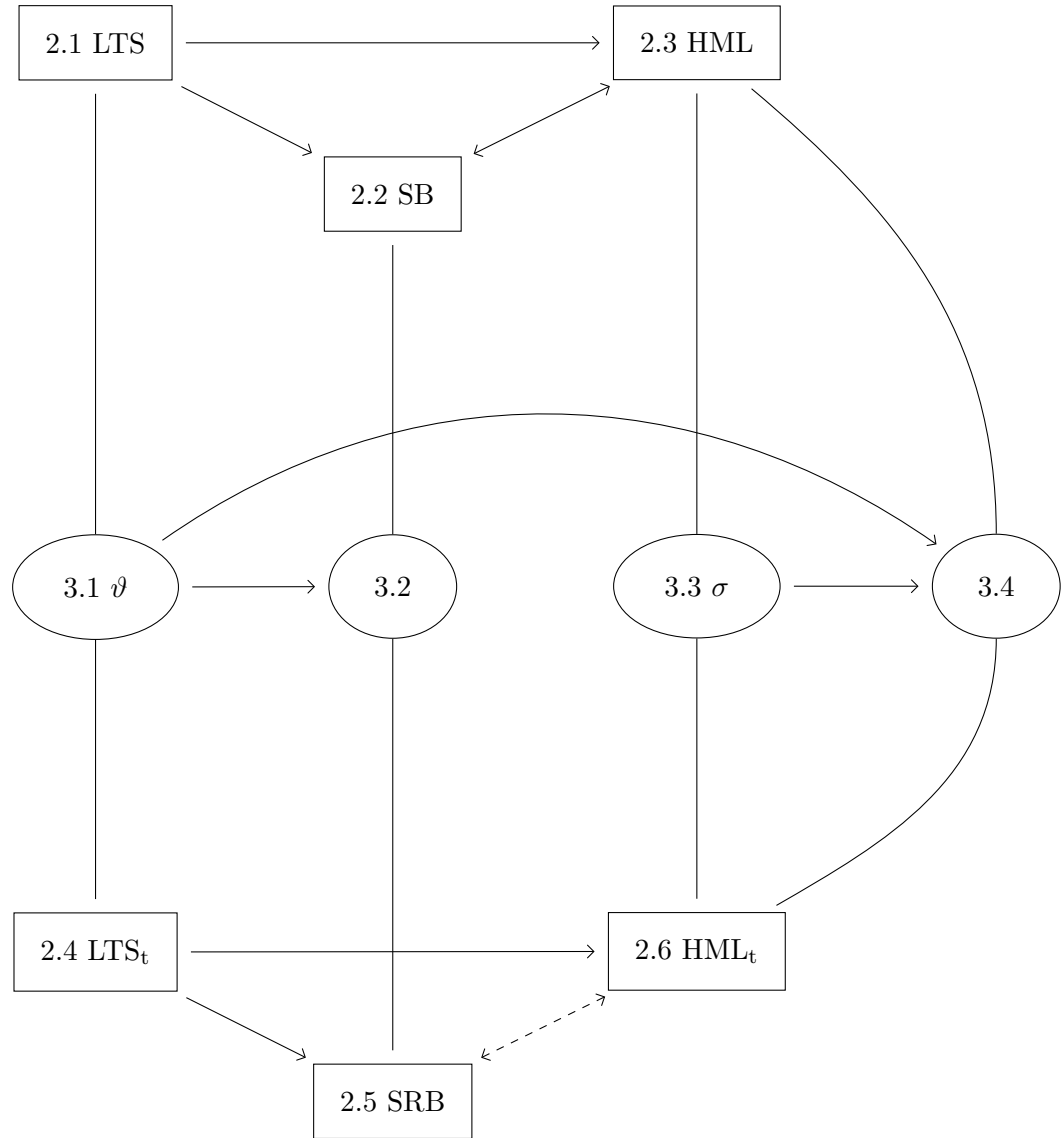 2.1 LTS
2.3 HML
2.2 SB
3.1 ϑ
3.2
3.3 σ
3.4
2.4 LTSₜ
2.6 HMLₜ
2.5 SRB